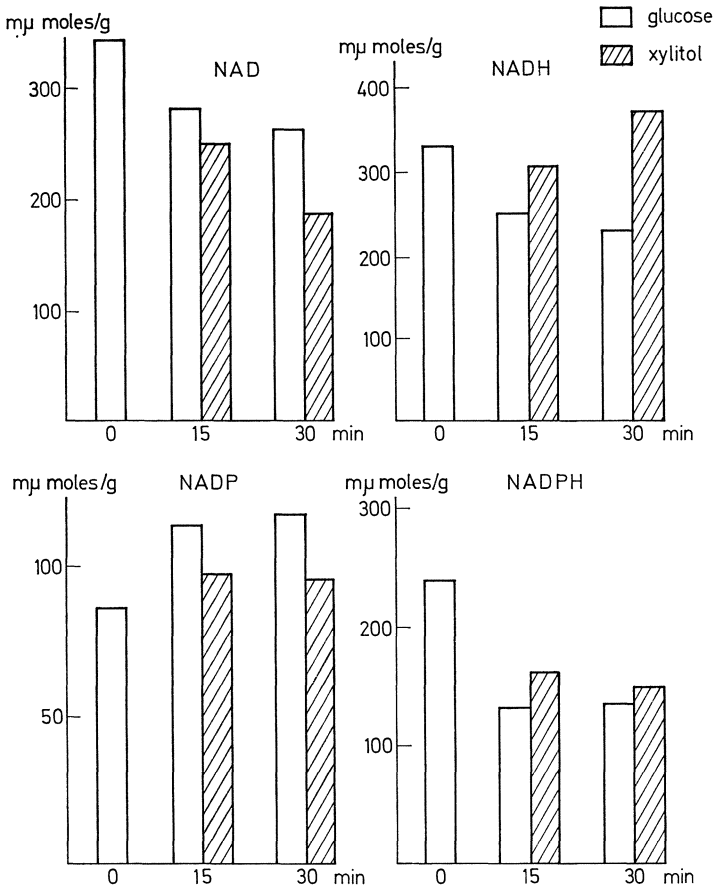 glucose
xylitol
mµ moles/g
NAD
300
200
100
0 15 30 min
mµ moles/g
NADH
400
300
200
100
0 15 30 min
mµ moles/g
NADP
100
50
0 15 30 min
mµ moles/g
NADPH
300
200
100
0 15 30 min